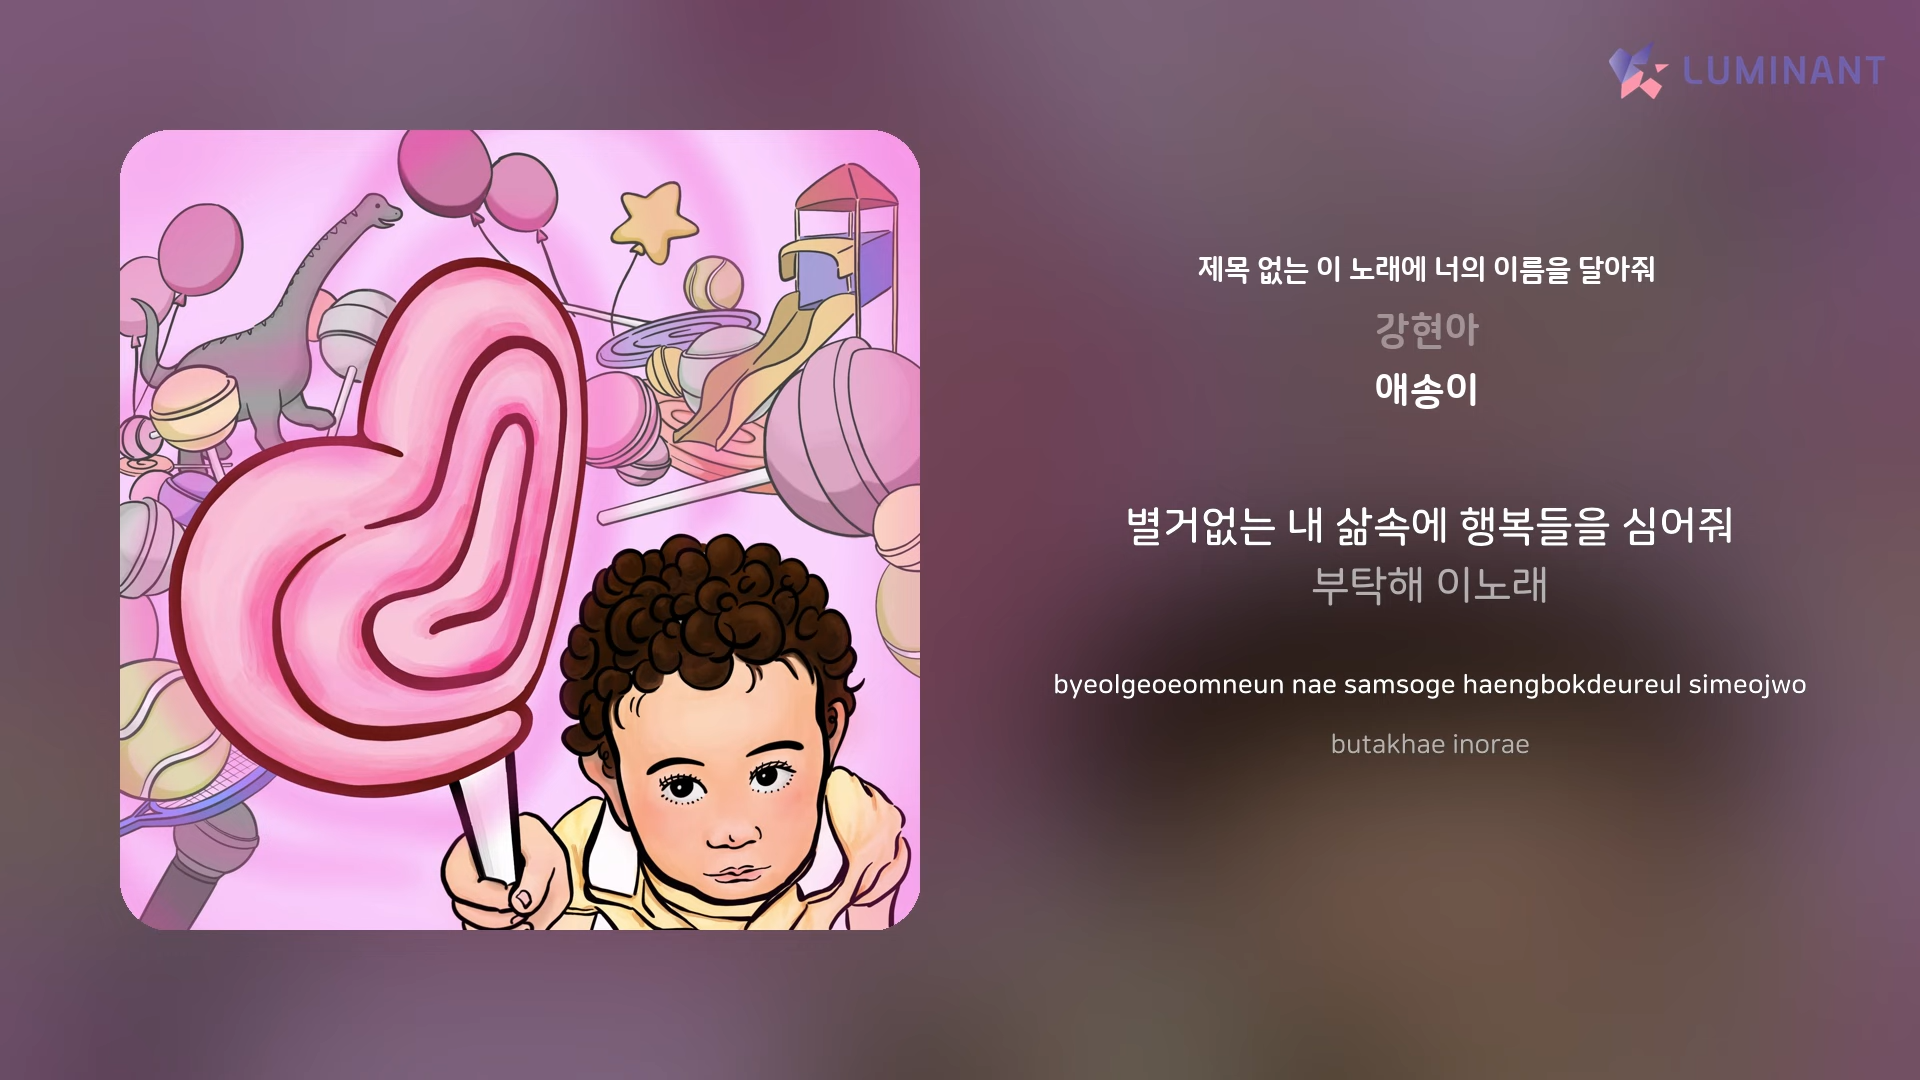 LUMINANT
제목 없는 이 노래에 너의 이름을 달아줘
강현아
애송이
별거없는 내 삶속에 행복들을 심어줘
부탁해 이노래
byeolgeoeomneun nae samsoge haengbokdeureul simeojwo
butakhae inorae